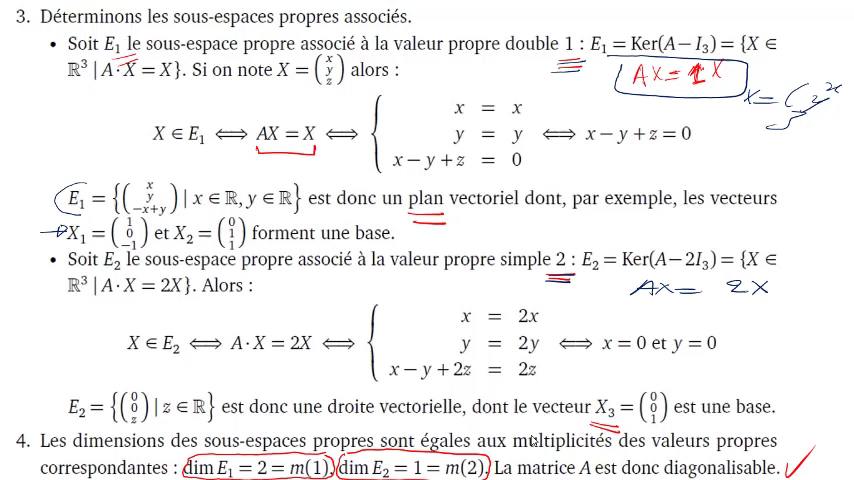 3. Déterminons les sous-espaces propres associés.
• Soit E₁ le sous-espace propre associé à la valeur propre double 1 : E₁ = Ker(A − I₃) = {X ∈
ℝ³ | A·X = X}. Si on note X = (x y z) alors :
AX = 1X
x = x
X ∈ E₁ ⟺ AX = X ⟺ { y = y ⟺ x − y + z = 0
x − y + z = 0
E₁ = {(x y −x+y) | x ∈ ℝ, y ∈ ℝ} est donc un plan vectoriel dont, par exemple, les vecteurs
X₁ = (1 0 −1) et X₂ = (0 1 1) forment une base.
• Soit E₂ le sous-espace propre associé à la valeur propre simple 2 : E₂ = Ker(A − 2I₃) = {X ∈
ℝ³ | A·X = 2X}. Alors :
AX = 2X
x = 2x
X ∈ E₂ ⟺ A·X = 2X ⟺ { y = 2y ⟺ x = 0 et y = 0
x − y + 2z = 2z
E₂ = {(0 0 z) | z ∈ ℝ} est donc une droite vectorielle, dont le vecteur X₃ = (0 0 1) est une base.
4. Les dimensions des sous-espaces propres sont égales aux multiplicités des valeurs propres
correspondantes : dim E₁ = 2 = m(1), dim E₂ = 1 = m(2). La matrice A est donc diagonalisable.